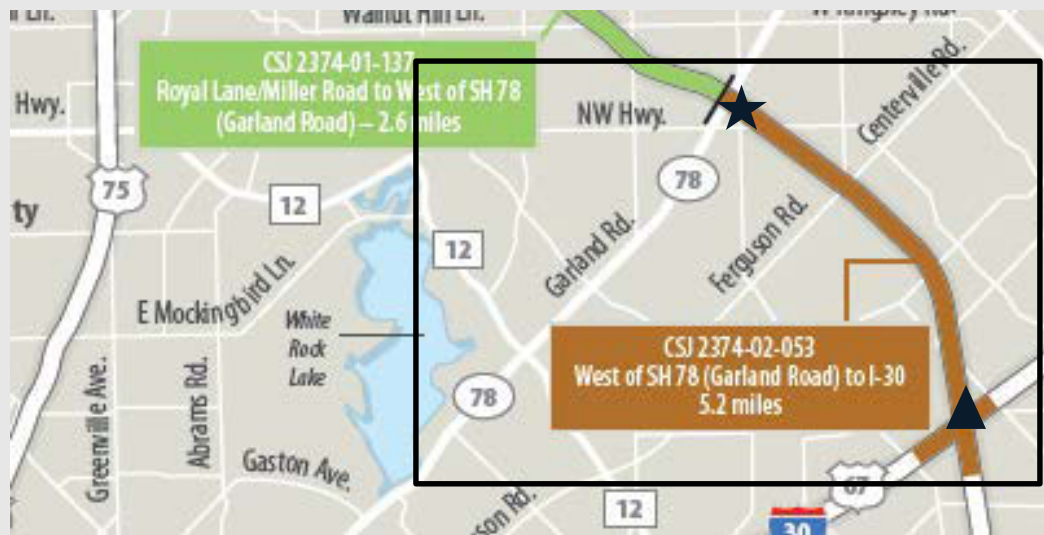 Walnut Hill Ln.
CSJ 2374-01-137
Royal Lane/Miller Road to West of SH 78
(Garland Road) – 2.6 miles
Hwy.
NW Hwy.
Centerville Rd.
75
12
78
ty
12
Garland Rd.
Ferguson Rd.
E Mockingbird Ln.
White
Rock
Lake
CSJ 2374-02-053
West of SH 78 (Garland Road) to I-30
5.2 miles
78
Greenville Ave.
Abrams Rd.
Gaston Ave.
67
12
30